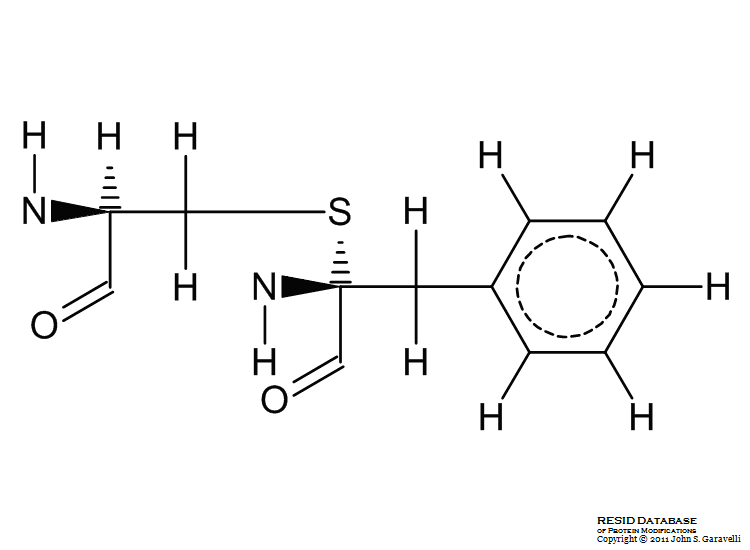 H H H
N S H
H
O
N
H
H
O
H H
H
H H
RESID DATABASE
OF PROTEIN MODIFICATIONS
Copyright © 2011 John S. Garavelli